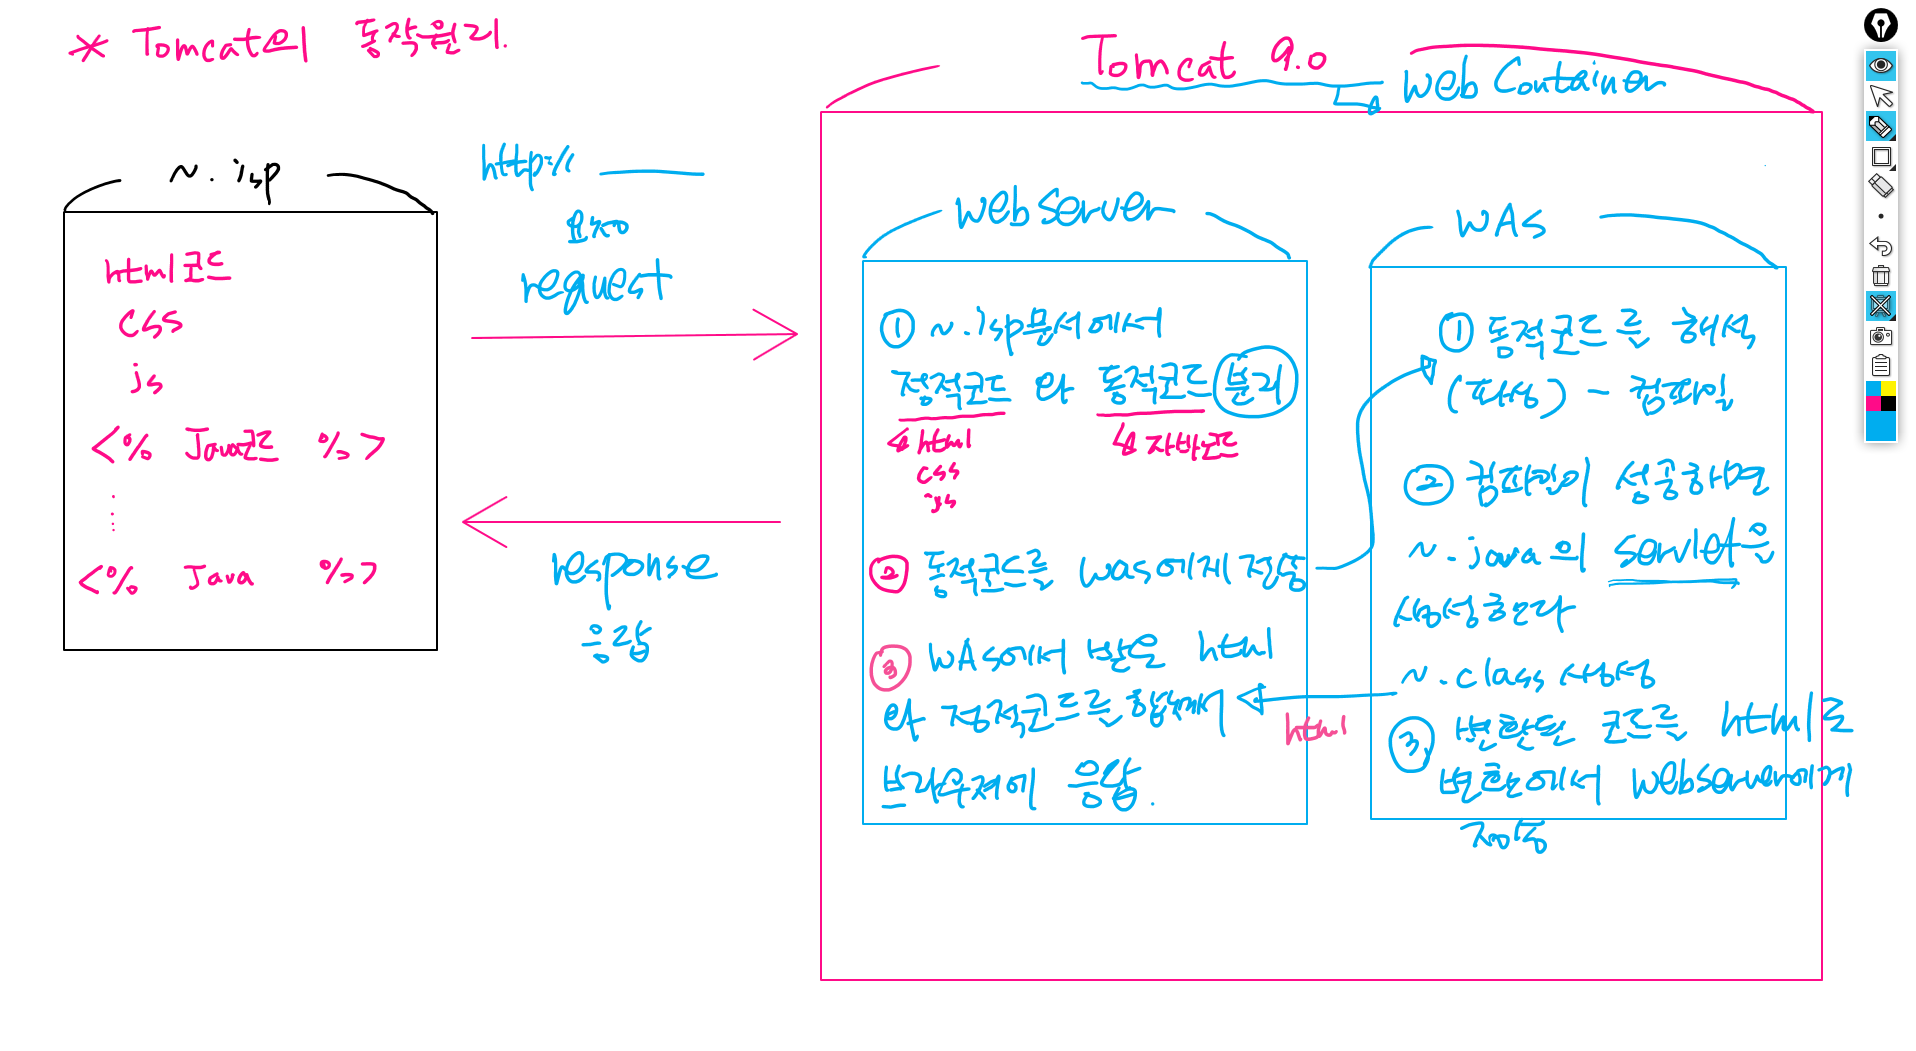 * Tomcat의 동작원리.
Tomcat 9.0
web Container
~.jsp
html코드
css
js
<% Java코드 %>
<% Java %>
http://
요청
request
response
응답
web Server
① ~.jsp문서에서
정적코드 와 동적코드 분리
html
css
js
자바코드
② 동적코드를 was에게 전송
③ WAS에서 받은 html
와 정적코드를 합쳐서
브라우져에 응답.
html
WAS
① 동적코드를 해석
(파싱) - 컴파일
② 컴파일이 성공하면
~.java의 servlet을
생성한다
~.class 생성
③ 변환된 코드를 html로
변환에서 webserver에게
전송